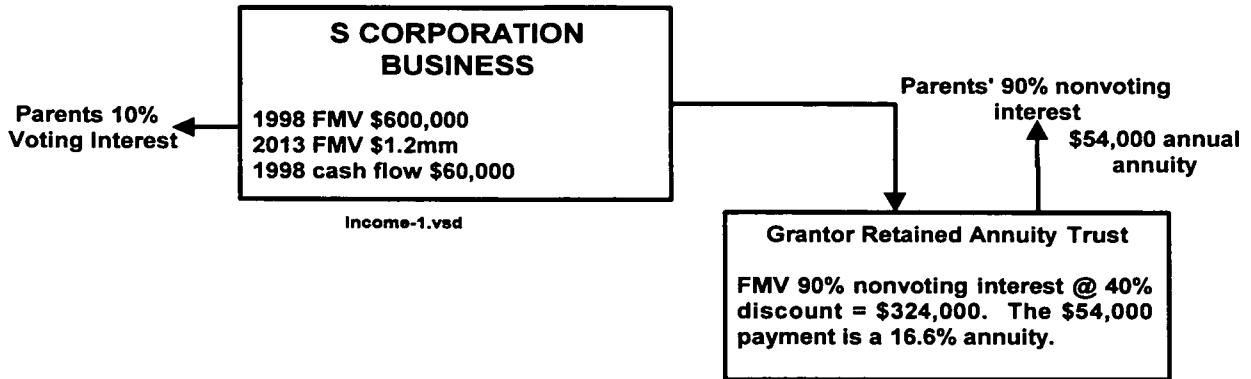 S CORPORATION
BUSINESS
1998 FMV $600,000
2013 FMV $1.2mm
1998 cash flow $60,000
Parents 10%
Voting Interest
Income-1.vsd
Parents' 90% nonvoting
interest
$54,000 annual
annuity
Grantor Retained Annuity Trust
FMV 90% nonvoting interest @ 40%
discount = $324,000. The $54,000
payment is a 16.6% annuity.